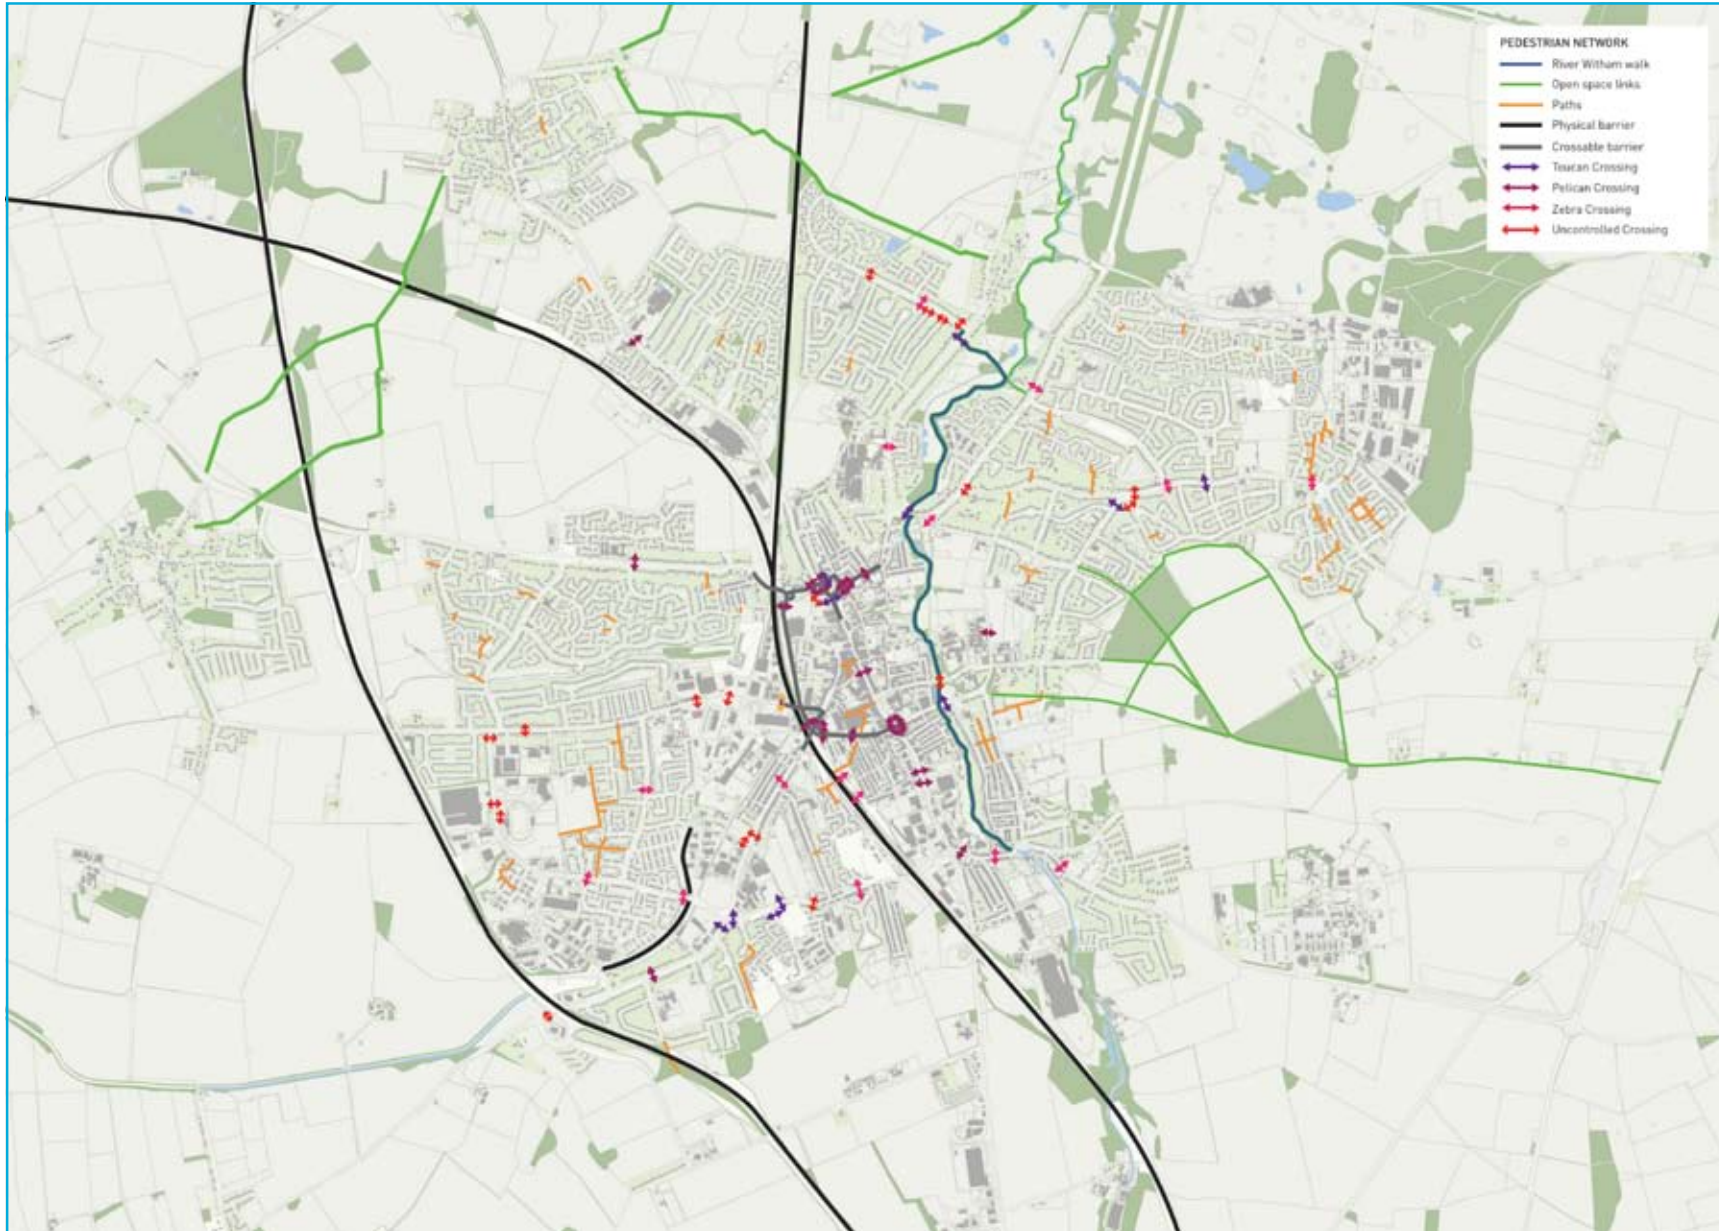 PEDESTRIAN NETWORK
River Witham walk
Open space links
Paths
Physical barrier
Crossable barrier
Toucan Crossing
Pelican Crossing
Zebra Crossing
Uncontrolled Crossing